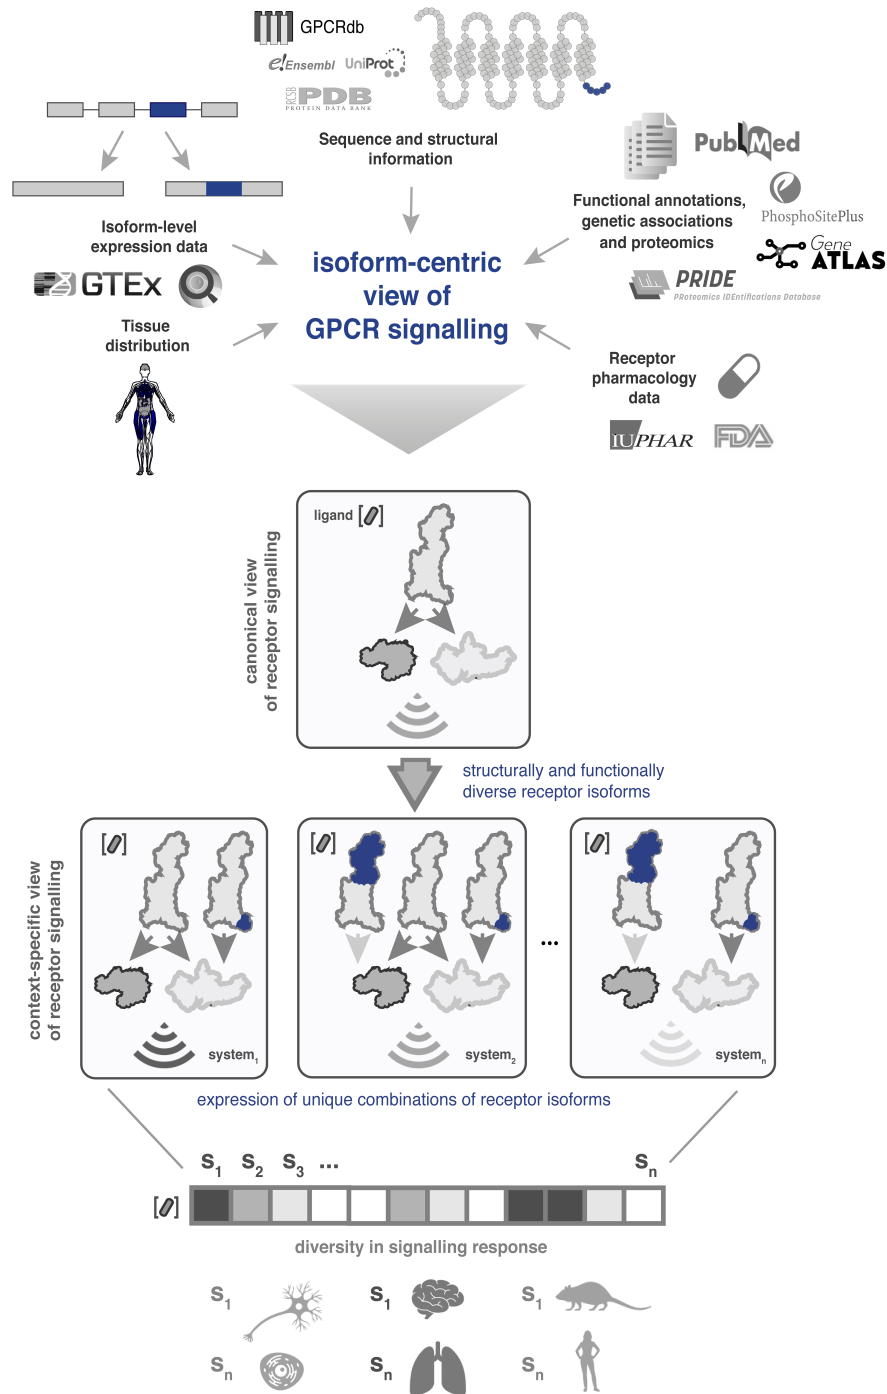 GPCRdb
e!Ensembl
UniProt
RCSB
PDB
PROTEIN DATA BANK
Sequence and structural
information
PubMed
Functional annotations,
genetic associations
and proteomics
PhosphoSitePlus
Gene
ATLAS
PRIDE
PRoteomics IDEntifications Database
Isoform-level
expression data
GTEx
Tissue
distribution
isoform-centric
view of
GPCR signalling
Receptor
pharmacology
data
IUPHAR
FDA
ligand [ ]
canonical view
of receptor signalling
structurally and functionally
diverse receptor isoforms
context-specific view
of receptor signalling
[ ]
[ ]
[ ]
...
system1
system2
systemn
expression of unique combinations of receptor isoforms
S1 S2 S3 ... Sn
[ ]
diversity in signalling response
S1 S1 S1
Sn Sn Sn